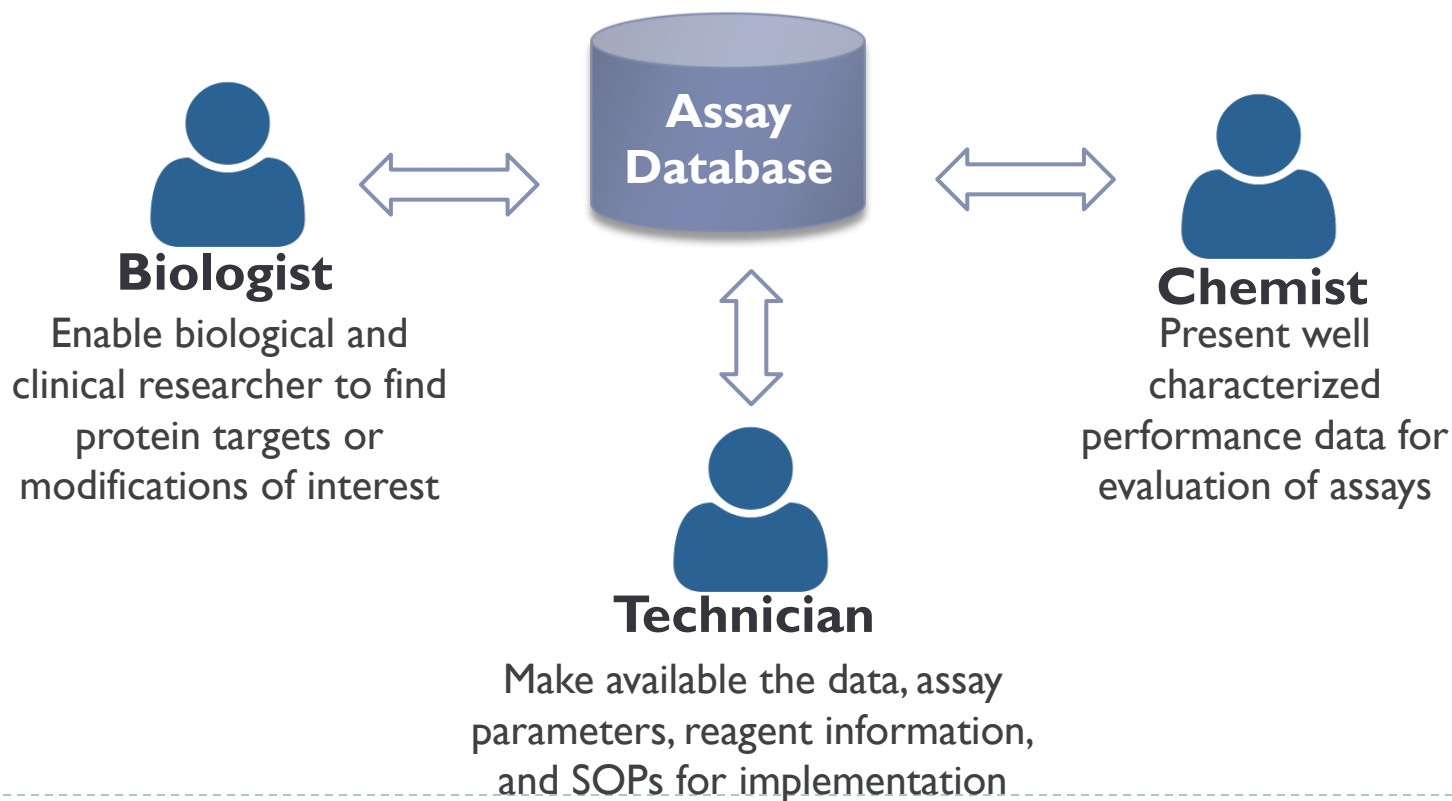 Assay
Database
Biologist
Enable biological and
clinical researcher to find
protein targets or
modifications of interest
Chemist
Present well
characterized
performance data for
evaluation of assays
Technician
Make available the data, assay
parameters, reagent information,
and SOPs for implementation